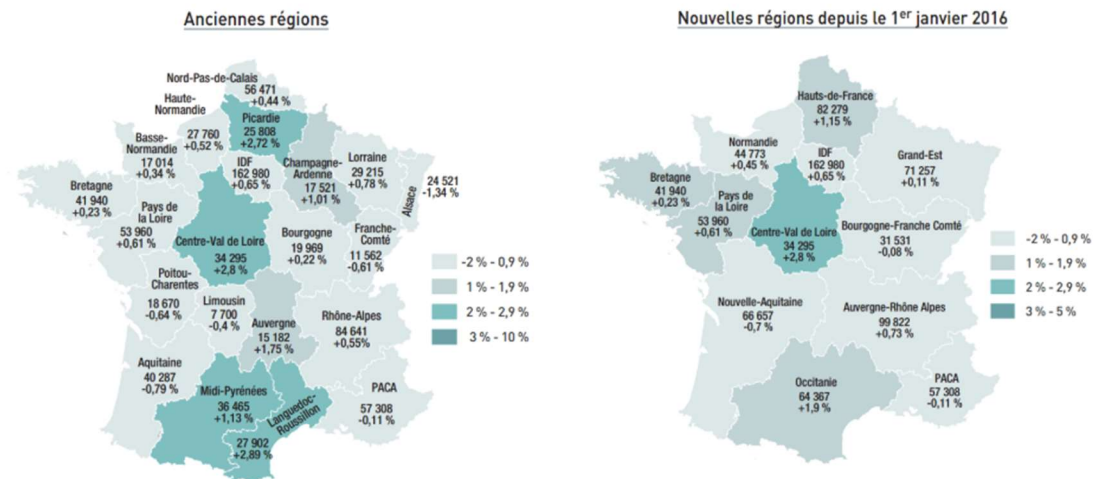 Anciennes régions
Nord-Pas-de-Calais
56 471
+0,44 %
Haute-
Normandie
27 760
+0,52 %
Picardie
25 808
+2,72 %
Basse-
Normandie
17 014
+0,34 %
IDF
162 980
+0,65 %
Champagne-
Ardenne
17 521
+1,01 %
Lorraine
29 215
+0,78 %
Alsace
24 521
-1,34 %
Bretagne
41 940
+0,23 %
Pays de
la Loire
53 960
+0,61 %
Centre-Val de Loire
34 295
+2,8 %
Bourgogne
19 969
+0,22 %
Franche-
Comté
11 562
-0,61 %
Poitou-
Charentes
18 670
-0,64 %
Limousin
7 700
-0,4 %
Auvergne
15 182
+1,75 %
Rhône-Alpes
84 641
+0,55%
Aquitaine
40 287
-0,79 %
Midi-Pyrénées
36 465
+1,13 %
Languedoc-
Roussillon
27 902
+2,89 %
PACA
57 308
-0,11 %
-2 % - 0,9 %
1 % - 1,9 %
2 % - 2,9 %
3 % - 10 %
Nouvelles régions depuis le 1er janvier 2016
Hauts-de-France
82 279
+1,15 %
Normandie
44 773
+0,45 %
IDF
162 980
+0,65 %
Grand-Est
71 257
+0,11 %
Bretagne
41 940
+0,23 %
Pays de
la Loire
53 960
+0,61 %
Centre-Val de Loire
34 295
+2,8 %
Bourgogne-Franche Comté
31 531
-0,08 %
Nouvelle-Aquitaine
66 657
-0,7 %
Auvergne-Rhône Alpes
99 822
+0,73 %
Occitanie
64 367
+1,9 %
PACA
57 308
-0,11 %
-2 % - 0,9 %
1 % - 1,9 %
2 % - 2,9 %
3 % - 5 %